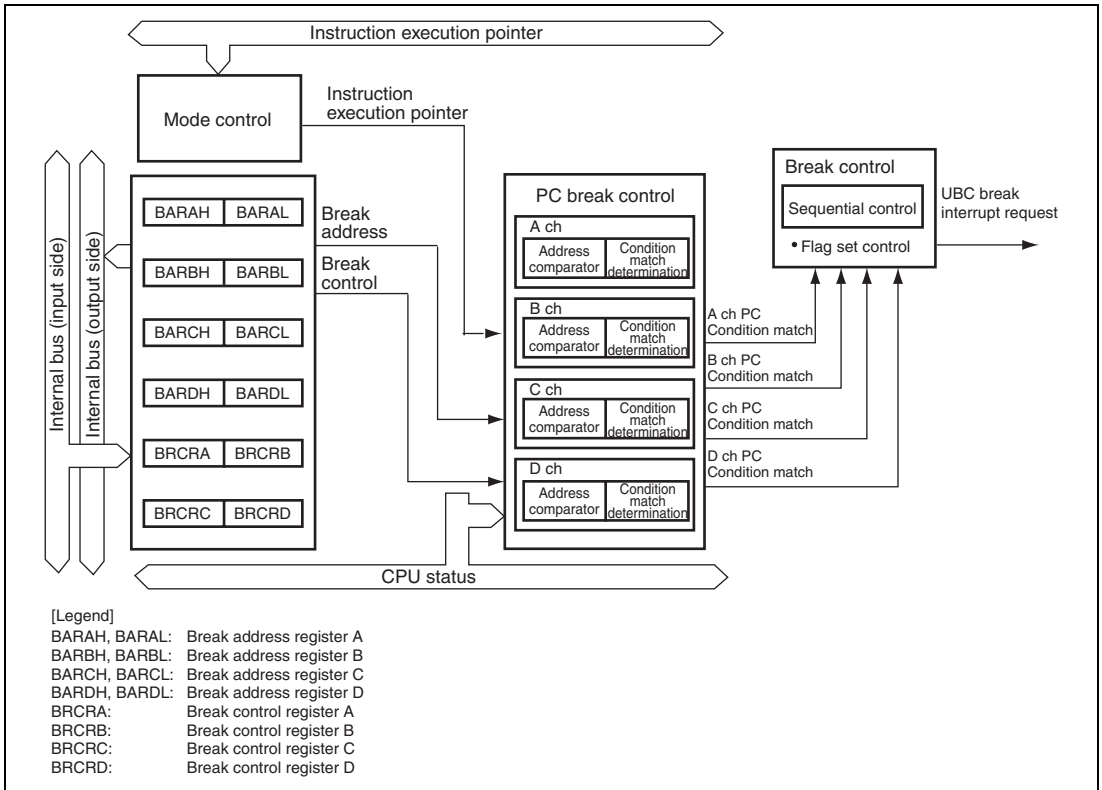 Instruction execution pointer
Mode control
Instruction
execution pointer
Internal bus (input side)
Internal bus (output side)
BARAH BARAL
BARBH BARBL
BARCH BARCL
BARDH BARDL
BRCRA BRCRB
BRCRC BRCRD
Break
address
Break
control
PC break control
A ch
Address
comparator
Condition
match
determination
B ch
Address
comparator
Condition
match
determination
C ch
Address
comparator
Condition
match
determination
D ch
Address
comparator
Condition
match
determination
A ch PC
Condition match
B ch PC
Condition match
C ch PC
Condition match
D ch PC
Condition match
Break control
Sequential control
• Flag set control
UBC break
interrupt request
CPU status
[Legend]
BARAH, BARAL: Break address register A
BARBH, BARBL: Break address register B
BARCH, BARCL: Break address register C
BARDH, BARDL: Break address register D
BRCRA: Break control register A
BRCRB: Break control register B
BRCRC: Break control register C
BRCRD: Break control register D